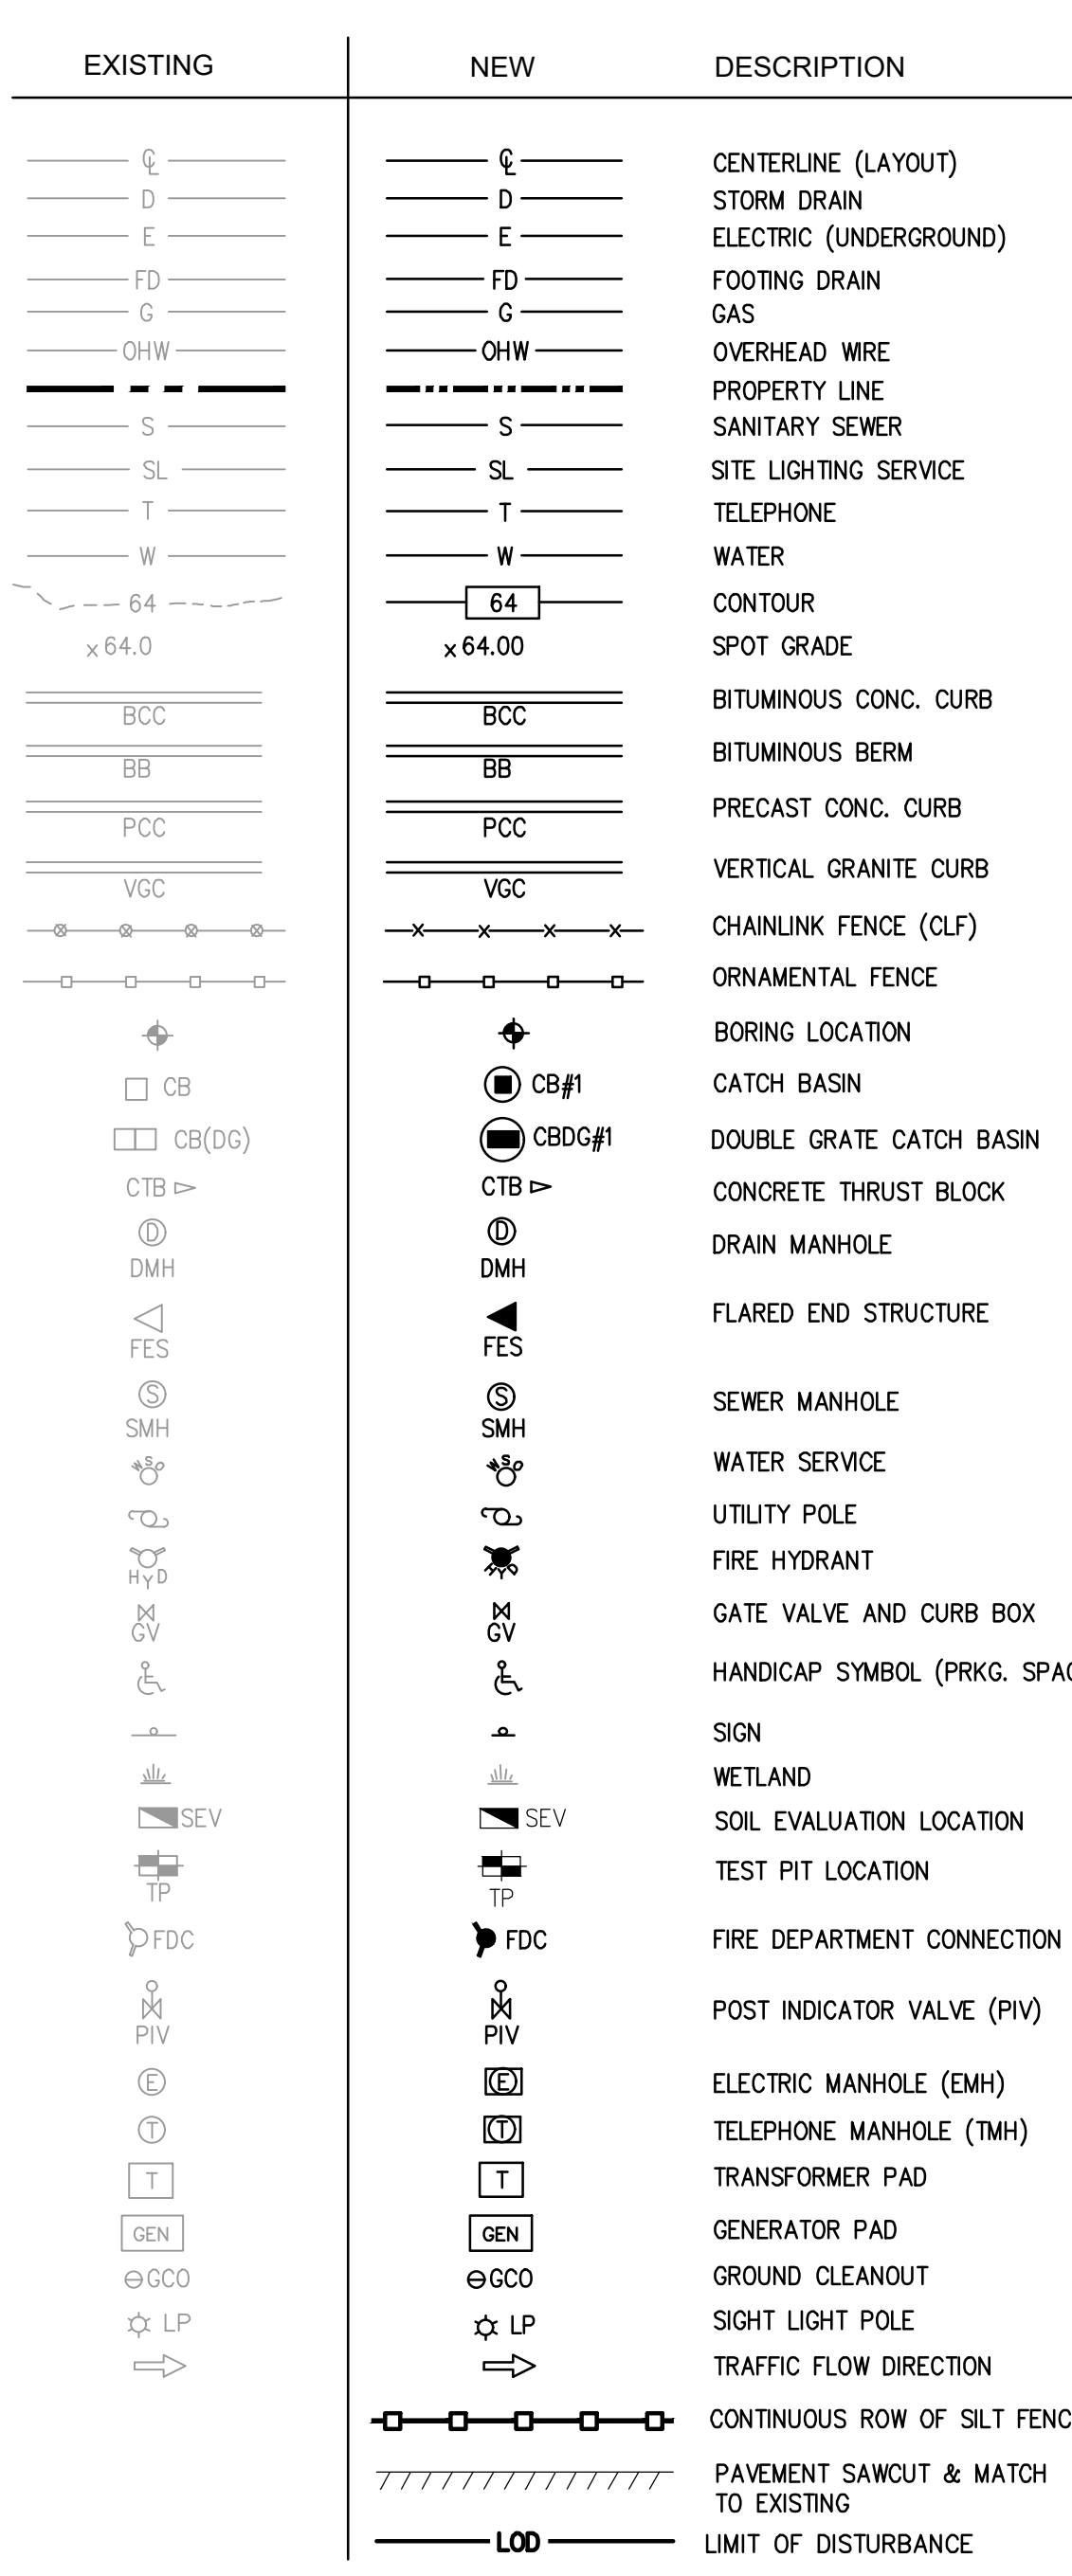 EXISTING NEW DESCRIPTION
℄ ℄ CENTERLINE (LAYOUT)
D D STORM DRAIN
E E ELECTRIC (UNDERGROUND)
FD FD FOOTING DRAIN
G G GAS
OHW OHW OVERHEAD WIRE
PROPERTY LINE
S S SANITARY SEWER
SL SL SITE LIGHTING SERVICE
T T TELEPHONE
W W WATER
64 64 CONTOUR
x 64.0 x 64.00 SPOT GRADE
BITUMINOUS CONC. CURB
BCC BCC
BITUMINOUS BERM
BB BB
PRECAST CONC. CURB
PCC PCC
VERTICAL GRANITE CURB
VGC VGC
CHAINLINK FENCE (CLF)
ORNAMENTAL FENCE
BORING LOCATION
CB CB#1 CATCH BASIN
CB(DG) CBDG#1 DOUBLE GRATE CATCH BASIN
CTB CTB CONCRETE THRUST BLOCK
D D DRAIN MANHOLE
DMH DMH
FLARED END STRUCTURE
FES FES
S S SEWER MANHOLE
SMH SMH
WSO WSO WATER SERVICE
UTILITY POLE
HYD HYD FIRE HYDRANT
GV GV GATE VALVE AND CURB BOX
HANDICAP SYMBOL (PRKG. SPAC
SIGN
WETLAND
SEV SEV SOIL EVALUATION LOCATION
TEST PIT LOCATION
TP TP
FDC FDC FIRE DEPARTMENT CONNECTION
POST INDICATOR VALVE (PIV)
PIV PIV
E E ELECTRIC MANHOLE (EMH)
T T TELEPHONE MANHOLE (TMH)
T T TRANSFORMER PAD
GEN GEN GENERATOR PAD
GCO GCO GROUND CLEANOUT
LP LP SIGHT LIGHT POLE
TRAFFIC FLOW DIRECTION
CONTINUOUS ROW OF SILT FENC
PAVEMENT SAWCUT & MATCH
TO EXISTING
LOD LIMIT OF DISTURBANCE